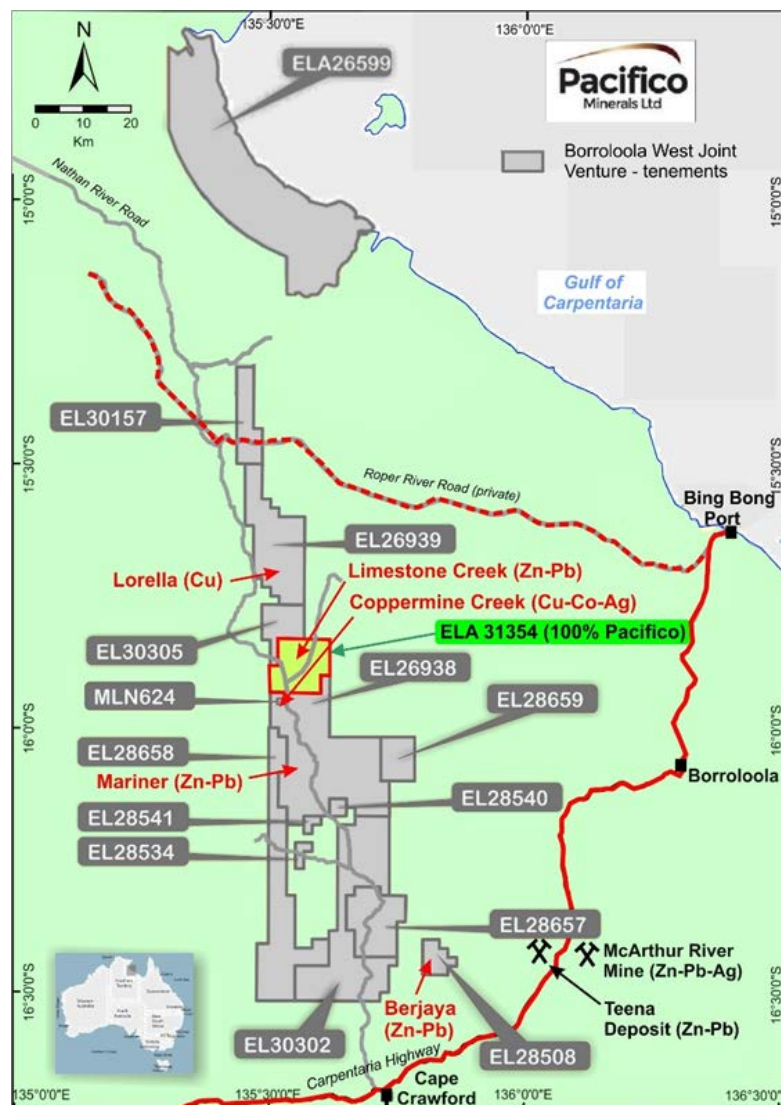 135°30'0"E
136°0'0"E
N
0 10 20
Km
ELA26599
Pacifico
Minerals Ltd
Borroloola West Joint
Venture - tenements
Nathan River Road
15°0'0"S
15°0'0"S
Gulf of
Carpentaria
EL30157
15°30'0"S
15°30'0"S
Roper River Road (private)
Bing Bong
Port
EL26939
Lorella (Cu)
Limestone Creek (Zn-Pb)
Coppermine Creek (Cu-Co-Ag)
ELA 31354 (100% Pacifico)
EL30305
EL26938
MLN624
EL28659
16°0'0"S
16°0'0"S
EL28658
Mariner (Zn-Pb)
Borroloola
EL28540
EL28541
EL28534
EL28657
McArthur River
Mine (Zn-Pb-Ag)
16°30'0"S
16°30'0"S
Berjaya
(Zn-Pb)
Teena
Deposit (Zn-Pb)
EL30302
EL28508
Carpentaria Highway
Cape
Crawford
135°0'0"E
135°30'0"E
136°0'0"E
136°30'0"E